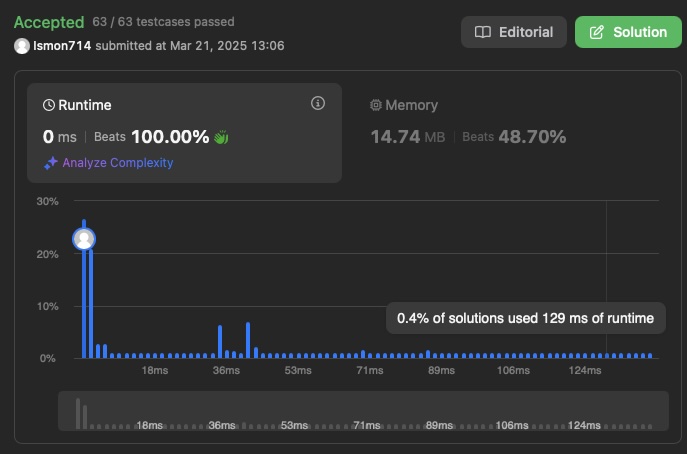 Accepted 63 / 63 testcases passed
lsmon714 submitted at Mar 21, 2025 13:06
Editorial
Solution
Runtime
0 ms Beats 100.00%
Analyze Complexity
Memory
14.74 MB Beats 48.70%
30%
20%
10%
0%
0.4% of solutions used 129 ms of runtime
18ms 36ms 53ms 71ms 89ms 106ms 124ms
18ms 36ms 53ms 71ms 89ms 106ms 124ms